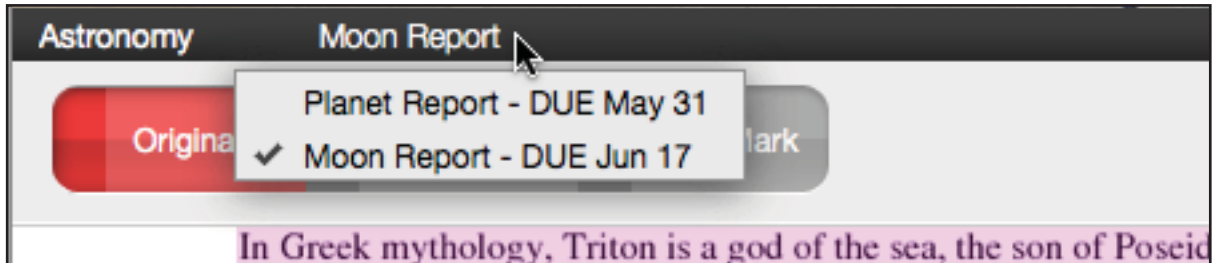 Astronomy Moon Report
Planet Report - DUE May 31
✔ Moon Report - DUE Jun 17
In Greek mythology, Triton is a god of the sea, the son of